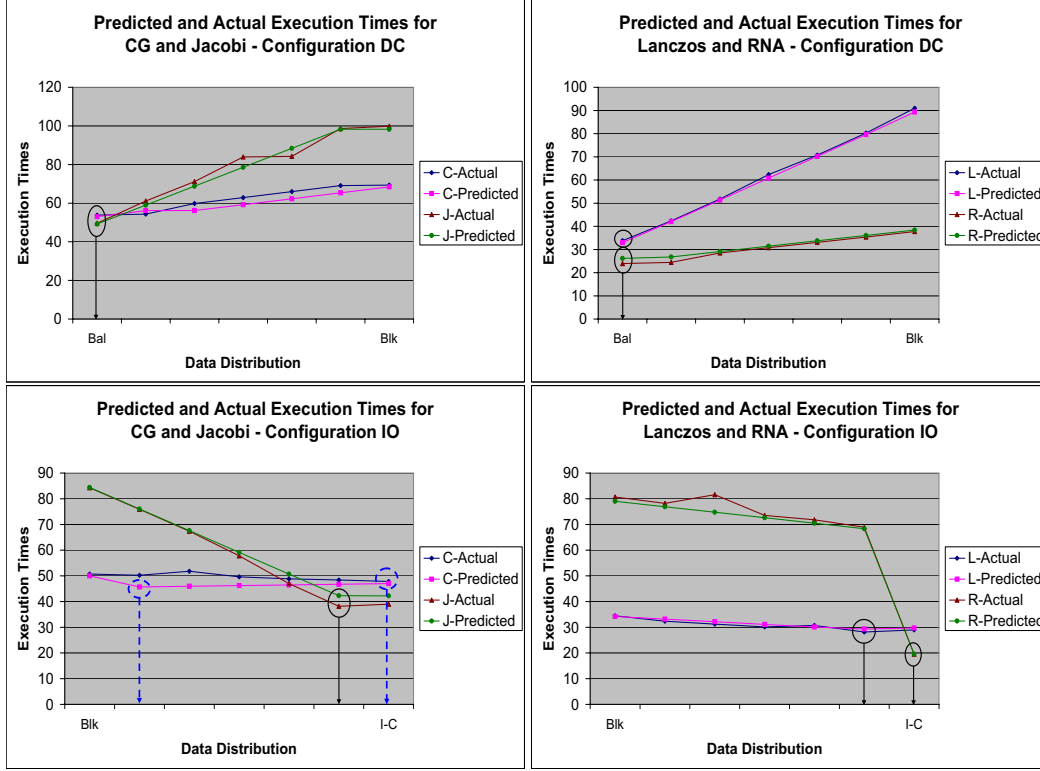 Predicted and Actual Execution Times for
CG and Jacobi - Configuration DC
Execution Times
120
100
80
60
40
20
0
Bal
Blk
Data Distribution
C-Actual
C-Predicted
J-Actual
J-Predicted
Predicted and Actual Execution Times for
Lanczos and RNA - Configuration DC
Execution Times
100
90
80
70
60
50
40
30
20
10
0
Bal
Blk
Data Distribution
L-Actual
L-Predicted
R-Actual
R-Predicted
Predicted and Actual Execution Times for
CG and Jacobi - Configuration IO
Execution Times
90
80
70
60
50
40
30
20
10
0
Blk
I-C
Data Distribution
C-Actual
C-Predicted
J-Actual
J-Predicted
Predicted and Actual Execution Times for
Lanczos and RNA - Configuration IO
Execution Times
90
80
70
60
50
40
30
20
10
0
Blk
I-C
Data Distribution
L-Actual
L-Predicted
R-Actual
R-Predicted